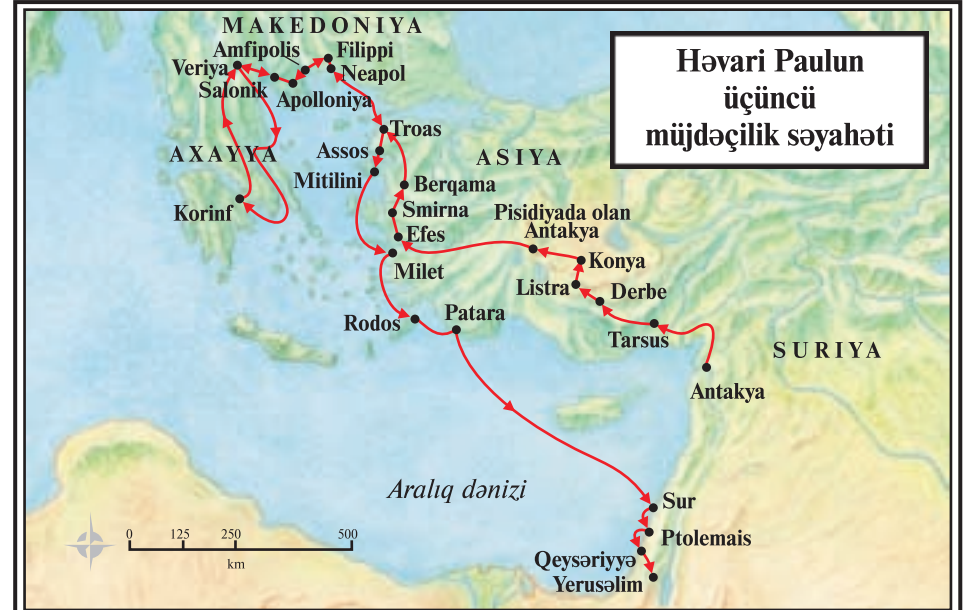 Həvari Paulun
üçüncü
müjdəçilik səyahəti
MAKEDONIYA
Amfipolis
Filippi
Veriya
Neapol
Salonik
Apolloniya
Troas
Assos
ASIYA
AXAYYA
Mitilini
Berqama
Korinf
Smirna
Pisidiyada olan
Antakya
Efes
Milet
Konya
Listra
Derbe
Rodos
Patara
Tarsus
SURIYA
Antakya
Aralıq dənizi
Sur
Ptolemais
Qeysəriyyə
Yerusəlim
0 125 250 500
km